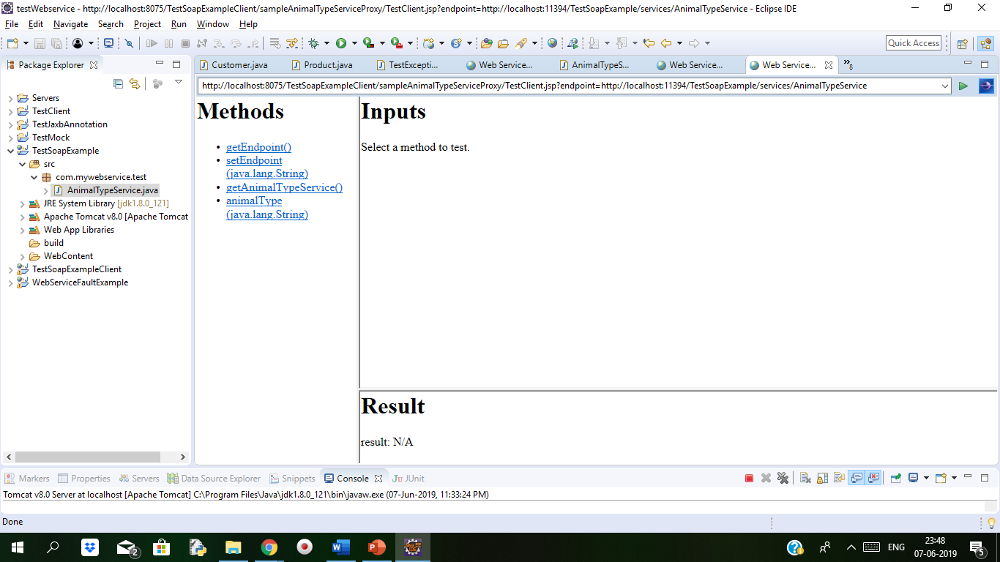 testWebservice - http://localhost:8075/TestSoapExampleClient/sampleAnimalTypeServiceProxy/TestClient.jsp?endpoint=http://localhost:11394/TestSoapExample/services/AnimalTypeService - Eclipse IDE
File Edit Navigate Search Project Run Window Help
Quick Access
Package Explorer
Customer.java Product.java TestExcepti... Web Service... AnimalTypeS... Web Service... Web Service... »8
http://localhost:8075/TestSoapExampleClient/sampleAnimalTypeServiceProxy/TestClient.jsp?endpoint=http://localhost:11394/TestSoapExample/services/AnimalTypeService
Servers
TestClient
TestJaxbAnnotation
TestMock
TestSoapExample
src
com.mywebservice.test
AnimalTypeService.java
JRE System Library [jdk1.8.0_121]
Apache Tomcat v8.0 [Apache Tomcat
Web App Libraries
build
WebContent
TestSoapExampleClient
WebServiceFaultExample
Methods
• getEndpoint()
• setEndpoint
(java.lang.String)
• getAnimalTypeService()
• animalType
(java.lang.String)
Inputs
Select a method to test.
Result
result: N/A
Markers Properties Servers Data Source Explorer Snippets Console JUnit
Tomcat v8.0 Server at localhost [Apache Tomcat] C:\Program Files\Java\jdk1.8.0_121\bin\javaw.exe (07-Jun-2019, 11:33:24 PM)
Done
2
W
P
JAVA EE
IDE
ENG
23:48
07-06-2019
5